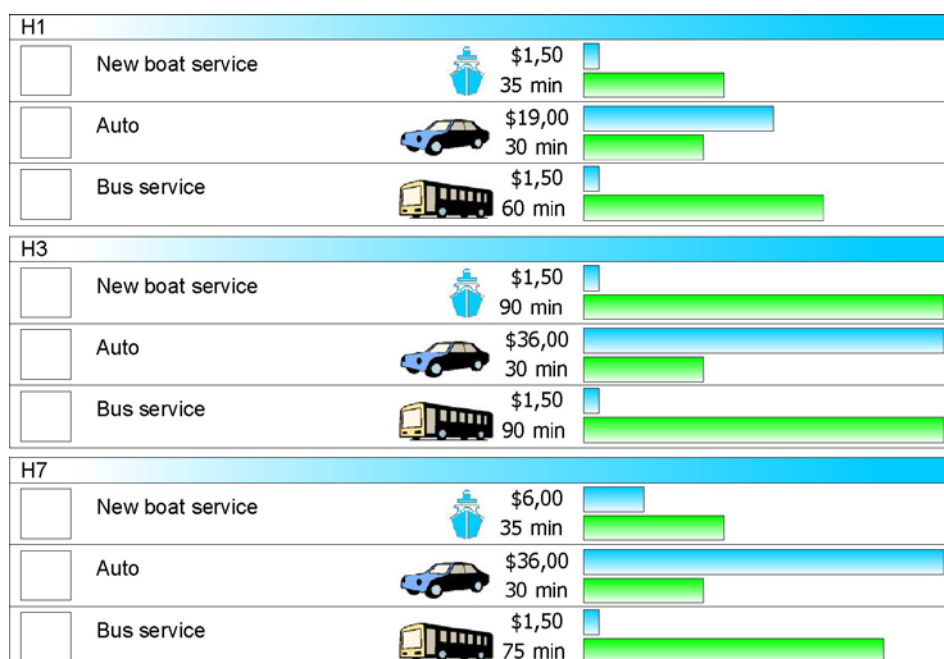 H1
New boat service $1,50
35 min
Auto $19,00
30 min
Bus service $1,50
60 min
H3
New boat service $1,50
90 min
Auto $36,00
30 min
Bus service $1,50
90 min
H7
New boat service $6,00
35 min
Auto $36,00
30 min
Bus service $1,50
75 min